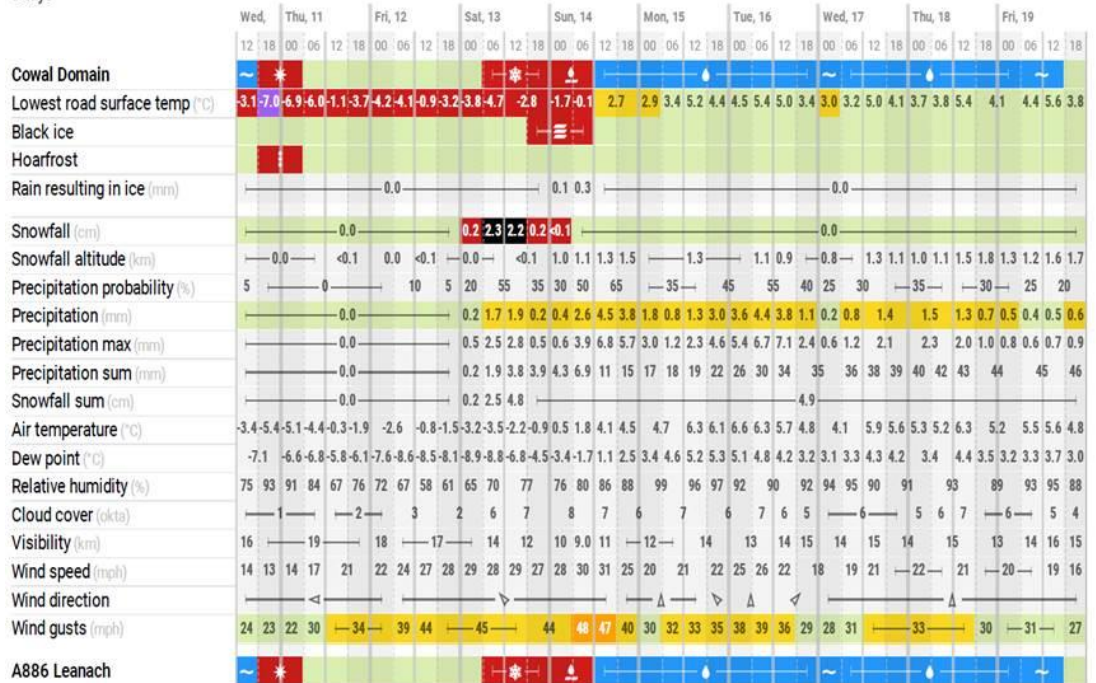 Wed, Thu, 11 Fri, 12 Sat, 13 Sun, 14 Mon, 15 Tue, 16 Wed, 17 Thu, 18 Fri, 19
12 18 00 06 12 18 00 06 12 18 00 06 12 18 00 06 12 18 00 06 12 18 00 06 12 18 00 06 12 18 00 06 12 18 00 06 12 18
Cowal Domain
Lowest road surface temp (°C) -3.1 -7.0 -6.9 -6.0 -1.1 -3.7 -4.2 -4.1 -0.9 -3.2 -3.8 -4.7 -2.8 -1.7 -0.1 2.7 2.9 3.4 5.2 4.4 4.5 5.4 5.0 3.4 3.0 3.2 5.0 4.1 3.7 3.8 5.4 4.1 4.4 5.6 3.8
Black ice
Hoarfrost
Rain resulting in ice (mm) 0.0 0.1 0.3 0.0
Snowfall (cm) 0.0 0.2 2.3 2.2 0.2 <0.1 0.0
Snowfall altitude (km) 0.0 <0.1 0.0 <0.1 0.0 <0.1 1.0 1.1 1.3 1.5 1.3 1.1 0.9 0.8 1.3 1.1 1.0 1.1 1.5 1.8 1.3 1.2 1.6 1.7
Precipitation probability (%) 5 0 10 5 20 55 35 30 50 65 35 45 55 40 25 30 35 30 25 20
Precipitation (mm) 0.0 0.2 1.7 1.9 0.2 0.4 2.6 4.5 3.8 1.8 0.8 1.3 3.0 3.6 4.4 3.8 1.1 0.2 0.8 1.4 1.5 1.3 0.7 0.5 0.4 0.5 0.6
Precipitation max (mm) 0.0 0.5 2.5 2.8 0.5 0.6 3.9 6.8 5.7 3.0 1.2 2.3 4.6 5.4 6.7 7.1 2.4 0.6 1.2 2.1 2.3 2.0 1.0 0.8 0.6 0.7 0.9
Precipitation sum (mm) 0.0 0.2 1.9 3.8 3.9 4.3 6.9 11 15 17 18 19 22 26 30 34 35 36 38 39 40 42 43 44 45 46
Snowfall sum (cm) 0.0 0.2 2.5 4.8 4.9
Air temperature (°C) -3.4 -5.4 -5.1 -4.4 -0.3 -1.9 -2.6 -0.8 -1.5 -3.2 -3.5 -2.2 -0.9 0.5 1.8 4.1 4.5 4.7 6.3 6.1 6.6 6.3 5.7 4.8 4.1 5.9 5.6 5.3 5.2 6.3 5.2 5.5 5.6 4.8
Dew point (°C) -7.1 -6.6 -6.8 -5.8 -6.1 -7.6 -8.6 -8.5 -8.1 -8.9 -8.8 -6.8 -4.5 -3.4 -1.7 1.1 2.5 3.4 4.6 5.2 5.3 5.1 4.8 4.2 3.2 3.1 3.3 4.3 4.2 3.4 4.4 3.5 3.2 3.3 3.7 3.0
Relative humidity (%) 75 93 91 84 67 76 72 67 58 61 65 70 77 76 80 86 88 99 96 97 92 90 92 94 95 90 91 93 89 93 95 88
Cloud cover (okta) 1 2 3 2 6 7 8 7 6 7 6 7 6 5 6 5 6 7 6 5 4
Visibility (km) 16 19 18 17 14 12 10 9.0 11 12 14 13 14 15 14 15 14 15 13 14 16 15
Wind speed (mph) 14 13 14 17 21 22 24 27 28 29 28 29 27 28 30 31 25 20 21 22 25 26 22 18 19 21 22 21 20 19 16
Wind direction
Wind gusts (mph) 24 23 22 30 34 39 44 45 44 48 47 40 30 32 33 35 38 39 36 29 28 31 33 30 31 27
A886 Leanach